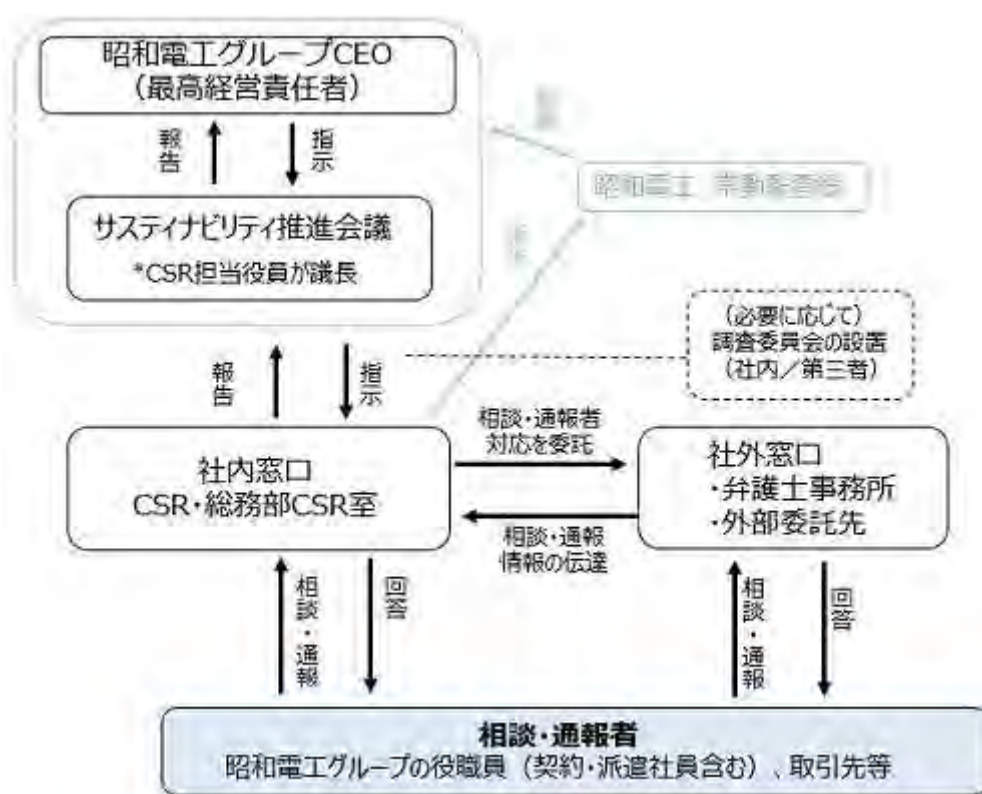 昭和電工グループCEO
（最高経営責任者）
報告
指示
サスティナビリティ推進会議
*CSR担当役員が議長
昭和電工
（必要に応じて）
調査委員会の設置
（社内／第三者）
報告
指示
相談・通報者
対応を委託
社内窓口
CSR・総務部CSR室
社外窓口
・弁護士事務所
・外部委託先
相談・通報
情報の伝達
相談・通報
回答
相談・通報
回答
相談・通報者
昭和電工グループの役職員（契約・派遣社員含む）、取引先等